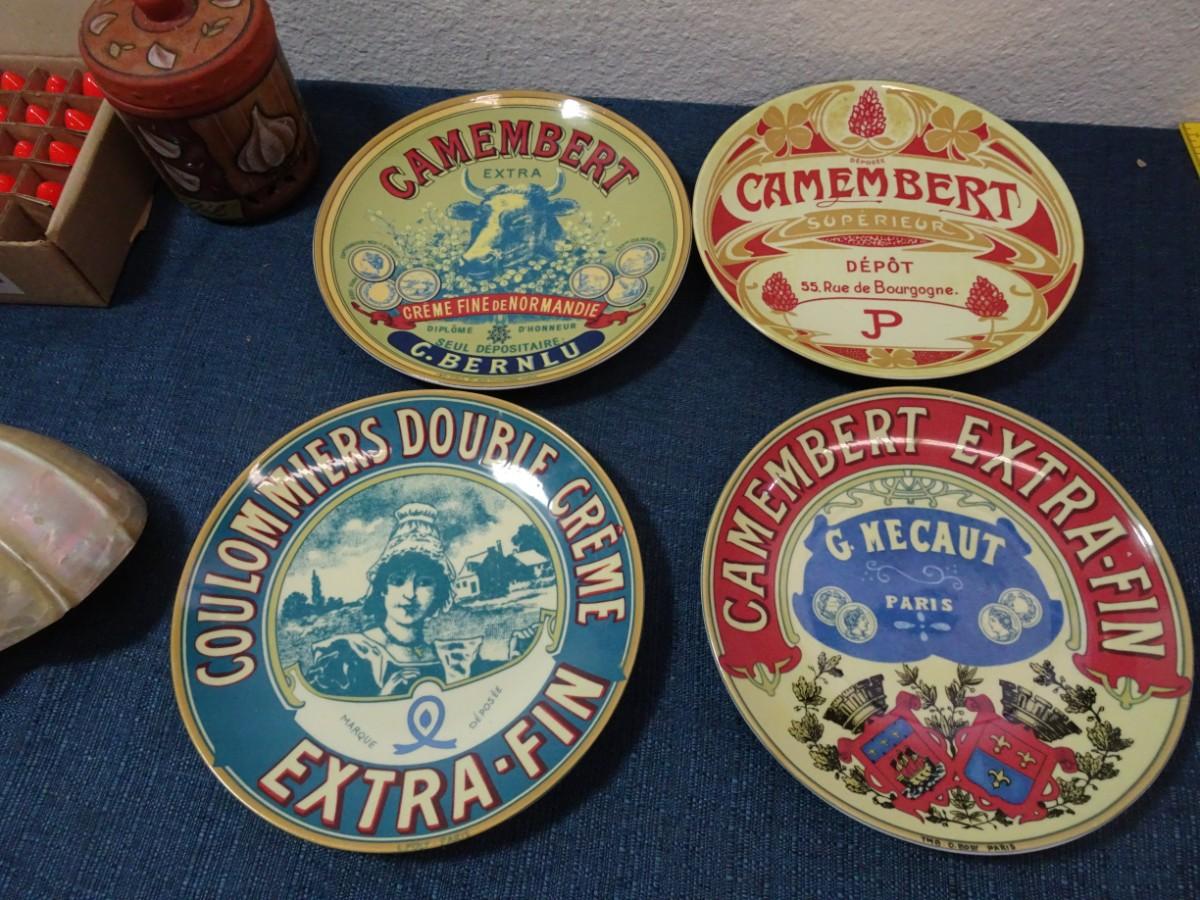 CAMEMBERT
EXTRA
CRÈME FINE DE NORMANDIE
DIPLÔME D'HONNEUR
SEUL DÉPOSITAIRE
G. BERNLU
DÉPOSÉE
CAMEMBERT
SUPÉRIEUR
DÉPÔT
55, Rue de Bourgogne.
JP
COULOMMIERS DOUBLE CRÈME
MARQUE DÉPOSÉE
EXTRA-FIN
CAMEMBERT EXTRA-FIN
G. MECAUT
PARIS